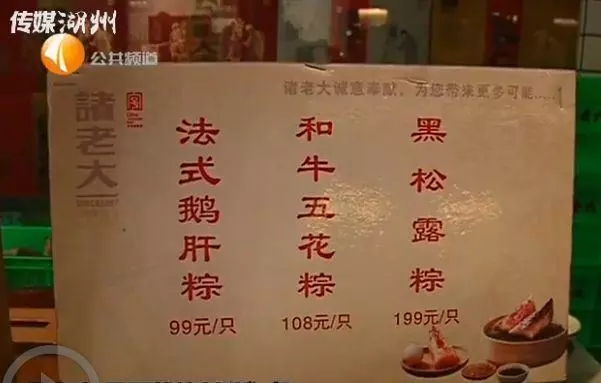 传媒湖州
公共频道
诸老大诚意奉献，为您带来更多可能......
諸老大
法式鹅肝粽
99元/只
和牛五花粽
108元/只
黑松露粽
199元/只